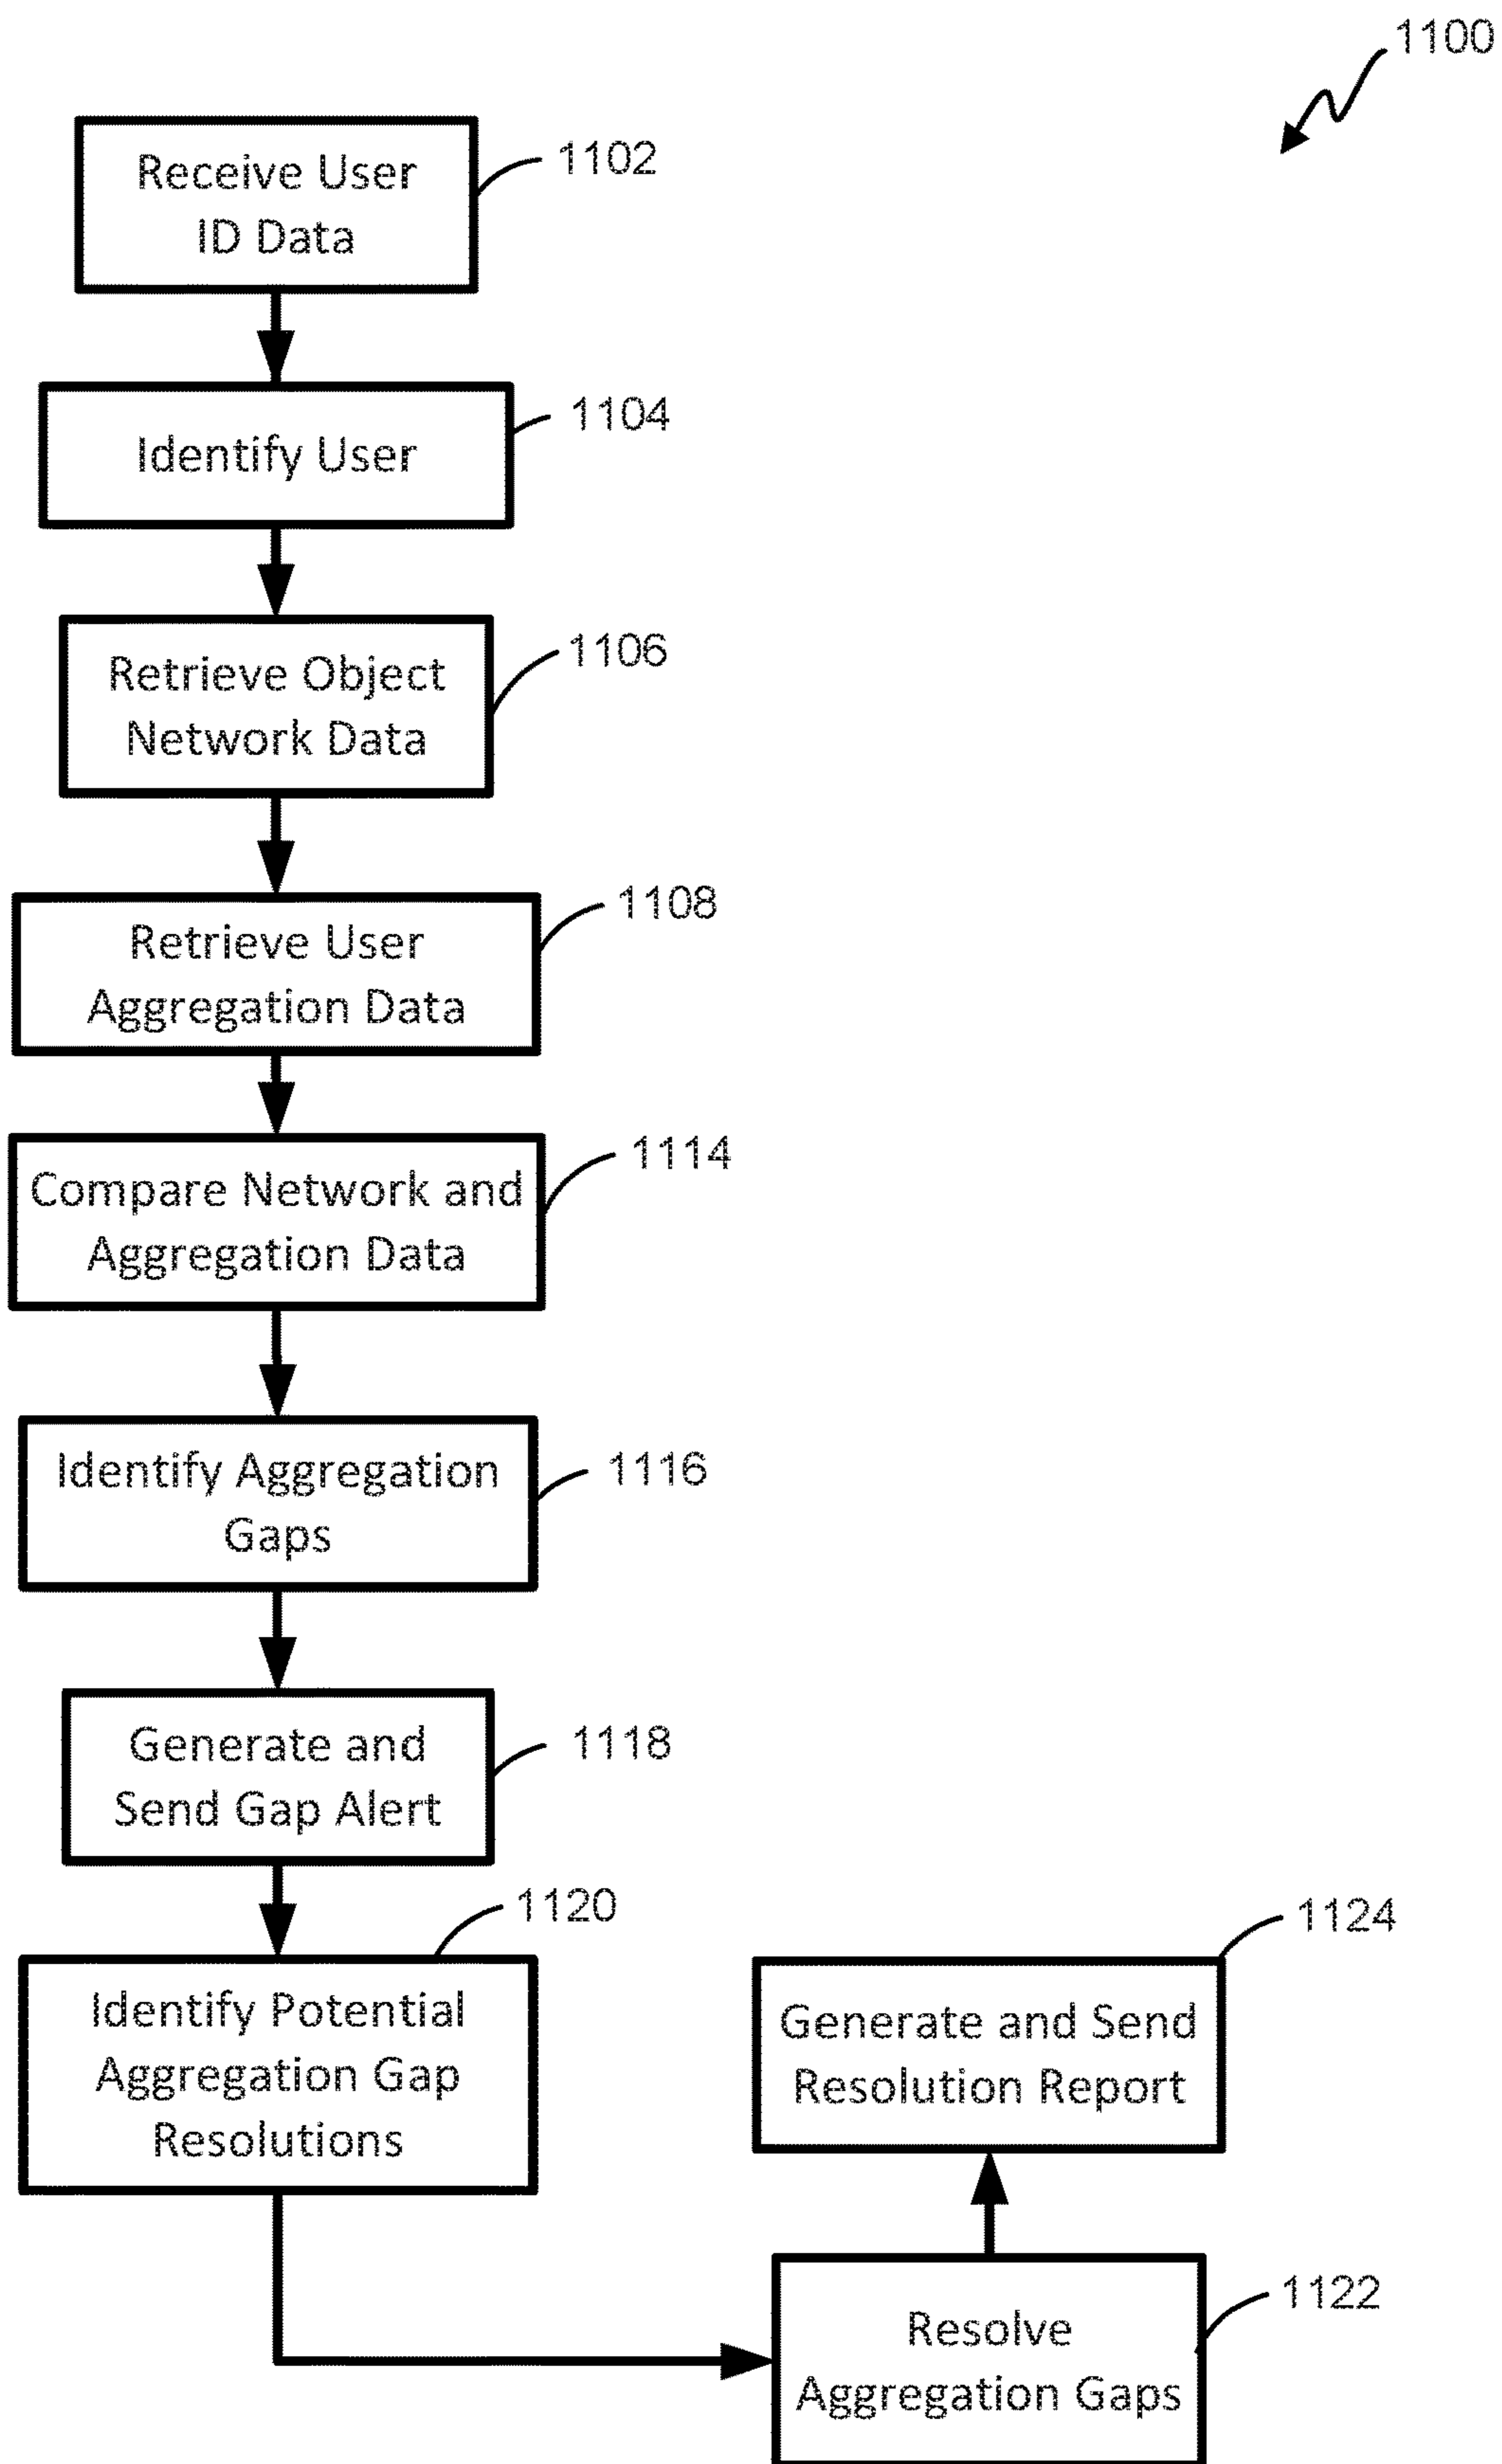 1100
Receive User
ID Data
1102
Identify User
1104
Retrieve Object
Network Data
1106
Retrieve User
Aggregation Data
1108
Compare Network and
Aggregation Data
1114
Identify Aggregation
Gaps
1116
Generate and
Send Gap Alert
1118
Identify Potential
Aggregation Gap
Resolutions
1120
Resolve
Aggregation Gaps
1122
Generate and Send
Resolution Report
1124